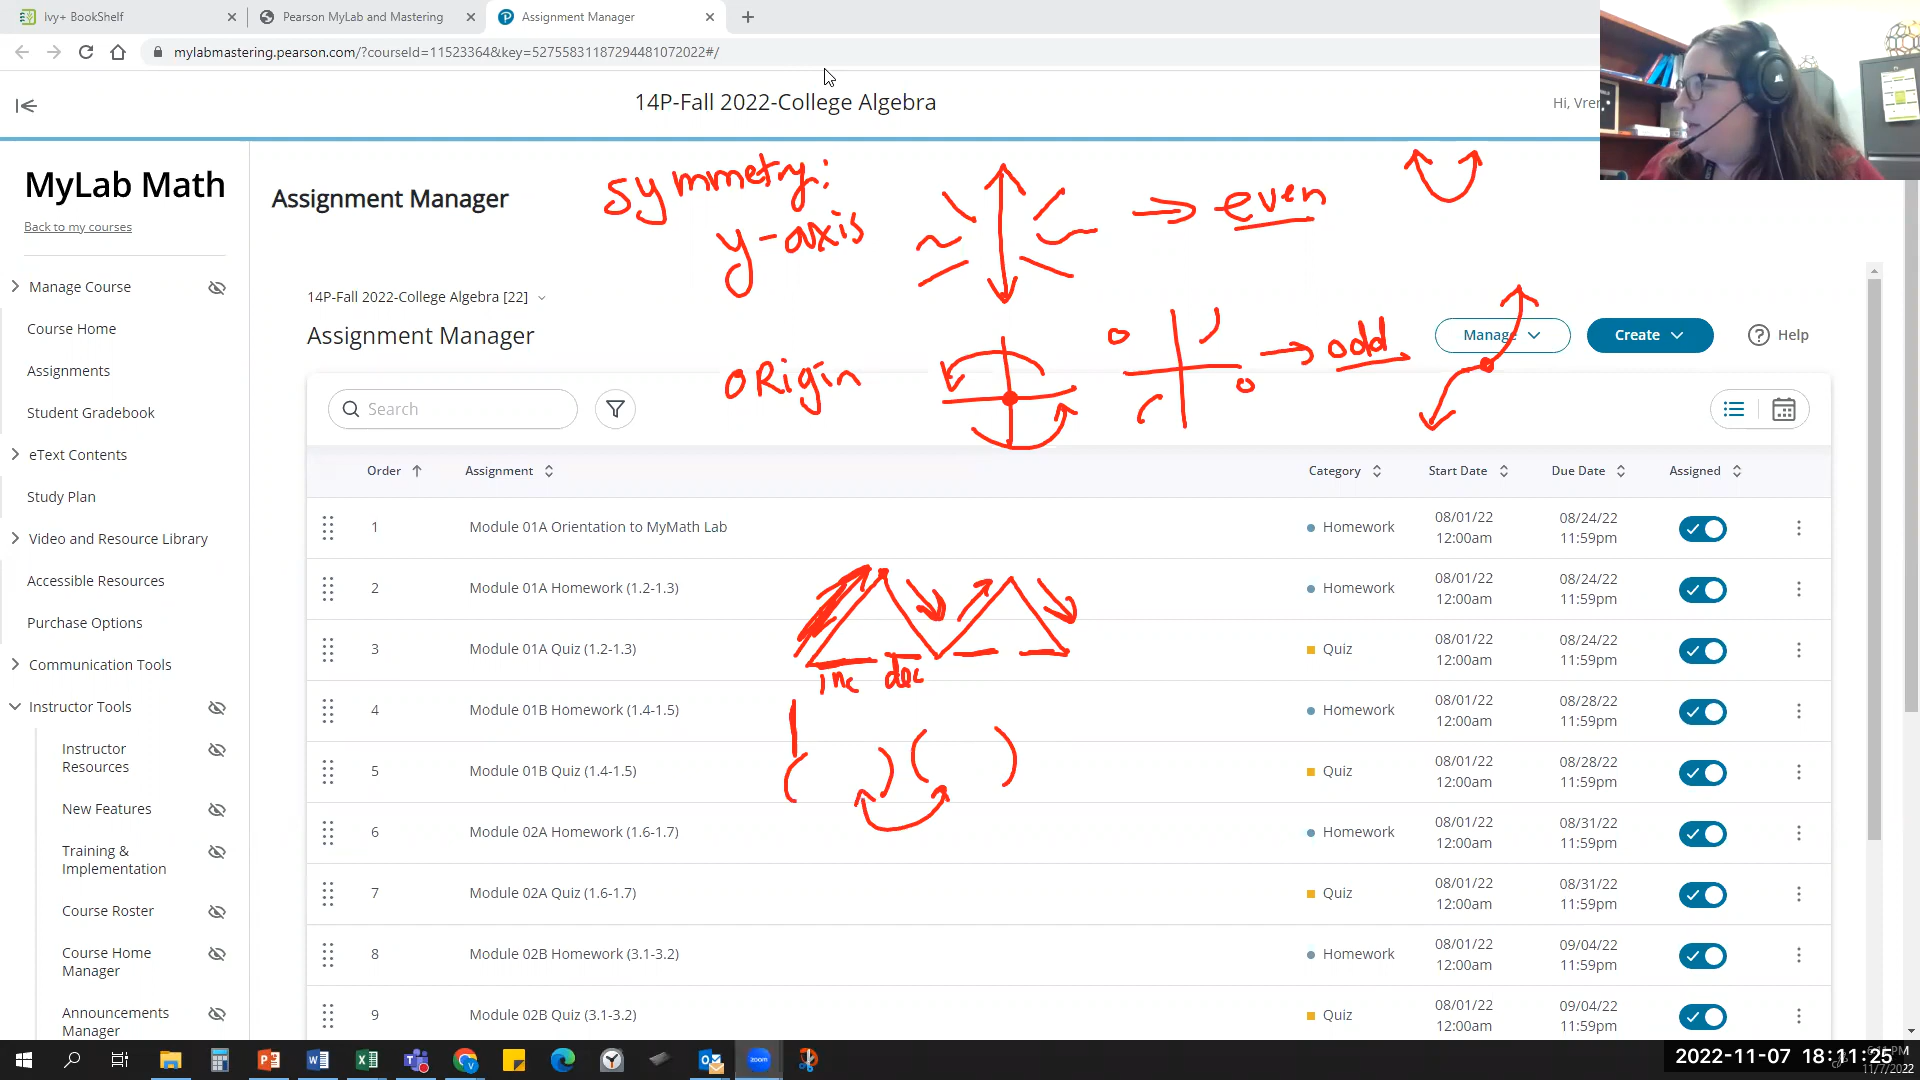 Ivy+ BookShelf
Pearson MyLab and Mastering
Assignment Manager
mylabmastering.pearson.com/?courseId=11523364&key=52755831187294481072022#/
14P-Fall 2022-College Algebra
Hi, Vren
MyLab Math
Back to my courses
Manage Course
Course Home
Assignments
Student Gradebook
eText Contents
Study Plan
Video and Resource Library
Accessible Resources
Purchase Options
Communication Tools
Instructor Tools
Instructor
Resources
New Features
Training &
Implementation
Course Roster
Course Home
Manager
Announcements
Manager
Assignment Manager
symmetry:
y-axis
even
origin
odd
14P-Fall 2022-College Algebra [22]
Assignment Manager
Manage
Create
Help
Search
Order Assignment Category Start Date Due Date Assigned
1 Module 01A Orientation to MyMath Lab Homework 08/01/22 12:00am 08/24/22 11:59pm
2 Module 01A Homework (1.2-1.3) Homework 08/01/22 12:00am 08/24/22 11:59pm
3 Module 01A Quiz (1.2-1.3) Quiz 08/01/22 12:00am 08/24/22 11:59pm
inc dec
4 Module 01B Homework (1.4-1.5) Homework 08/01/22 12:00am 08/28/22 11:59pm
5 Module 01B Quiz (1.4-1.5) Quiz 08/01/22 12:00am 08/28/22 11:59pm
( ) ( )
6 Module 02A Homework (1.6-1.7) Homework 08/01/22 12:00am 08/31/22 11:59pm
7 Module 02A Quiz (1.6-1.7) Quiz 08/01/22 12:00am 08/31/22 11:59pm
8 Module 02B Homework (3.1-3.2) Homework 08/01/22 12:00am 09/04/22 11:59pm
9 Module 02B Quiz (3.1-3.2) Quiz 08/01/22 12:00am 09/04/22 11:59pm
2022-11-07 18:11:25
11/7/2022